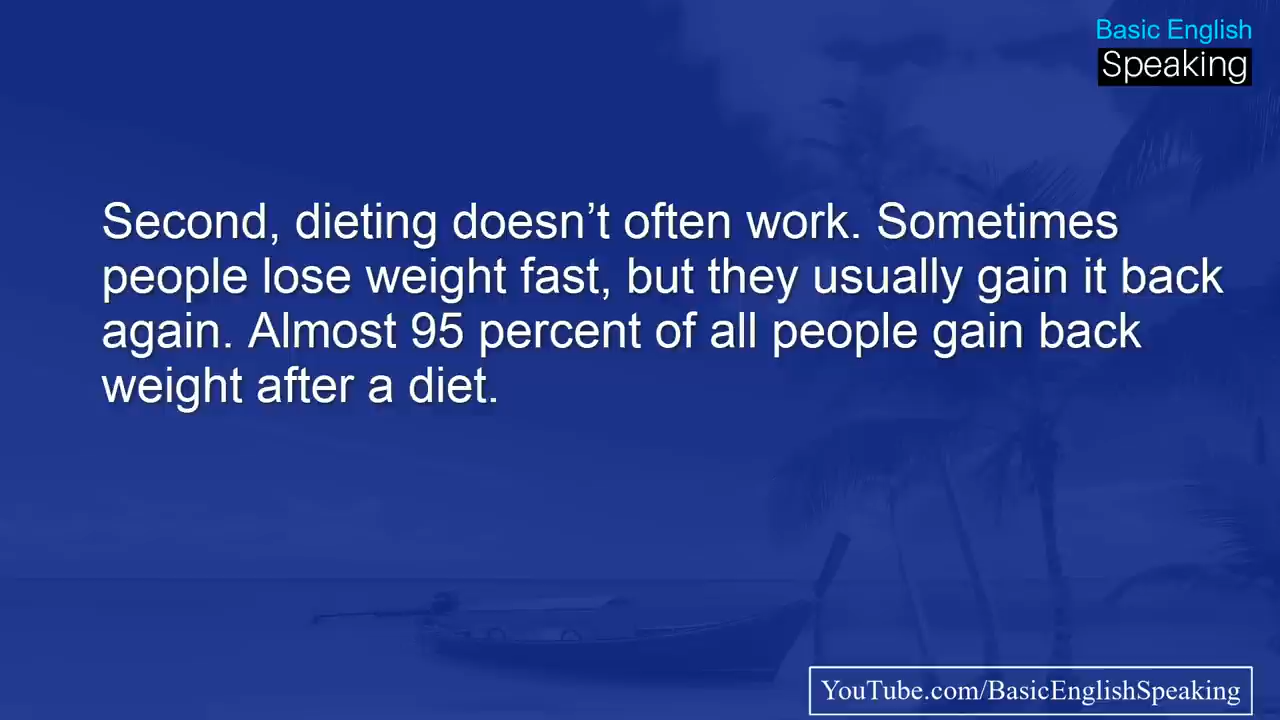 Basic English
Speaking
Second, dieting doesn’t often work. Sometimes
people lose weight fast, but they usually gain it back
again. Almost 95 percent of all people gain back
weight after a diet.
YouTube.com/BasicEnglishSpeaking